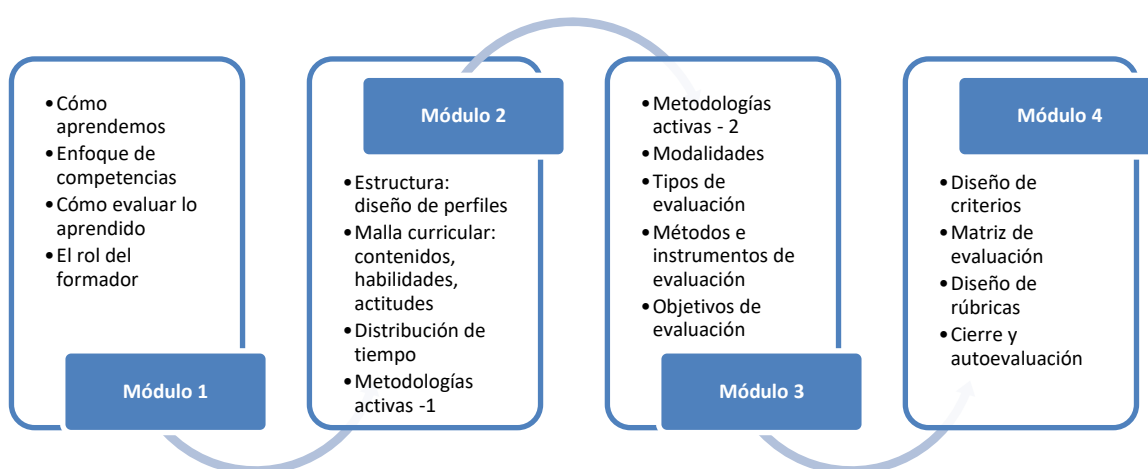 • Cómo
aprendemos
• Enfoque de
competencias
• Cómo evaluar lo
aprendido
• El rol del
formador
Módulo 1
Módulo 2
• Estructura:
diseño de perfiles
• Malla curricular:
contenidos,
habilidades,
actitudes
• Distribución de
tiempo
• Metodologías
activas -1
• Metodologías
activas - 2
• Modalidades
• Tipos de
evaluación
• Métodos e
instrumentos de
evaluación
• Objetivos de
evaluación
Módulo 3
Módulo 4
• Diseño de
criterios
• Matriz de
evaluación
• Diseño de
rúbricas
• Cierre y
autoevaluación